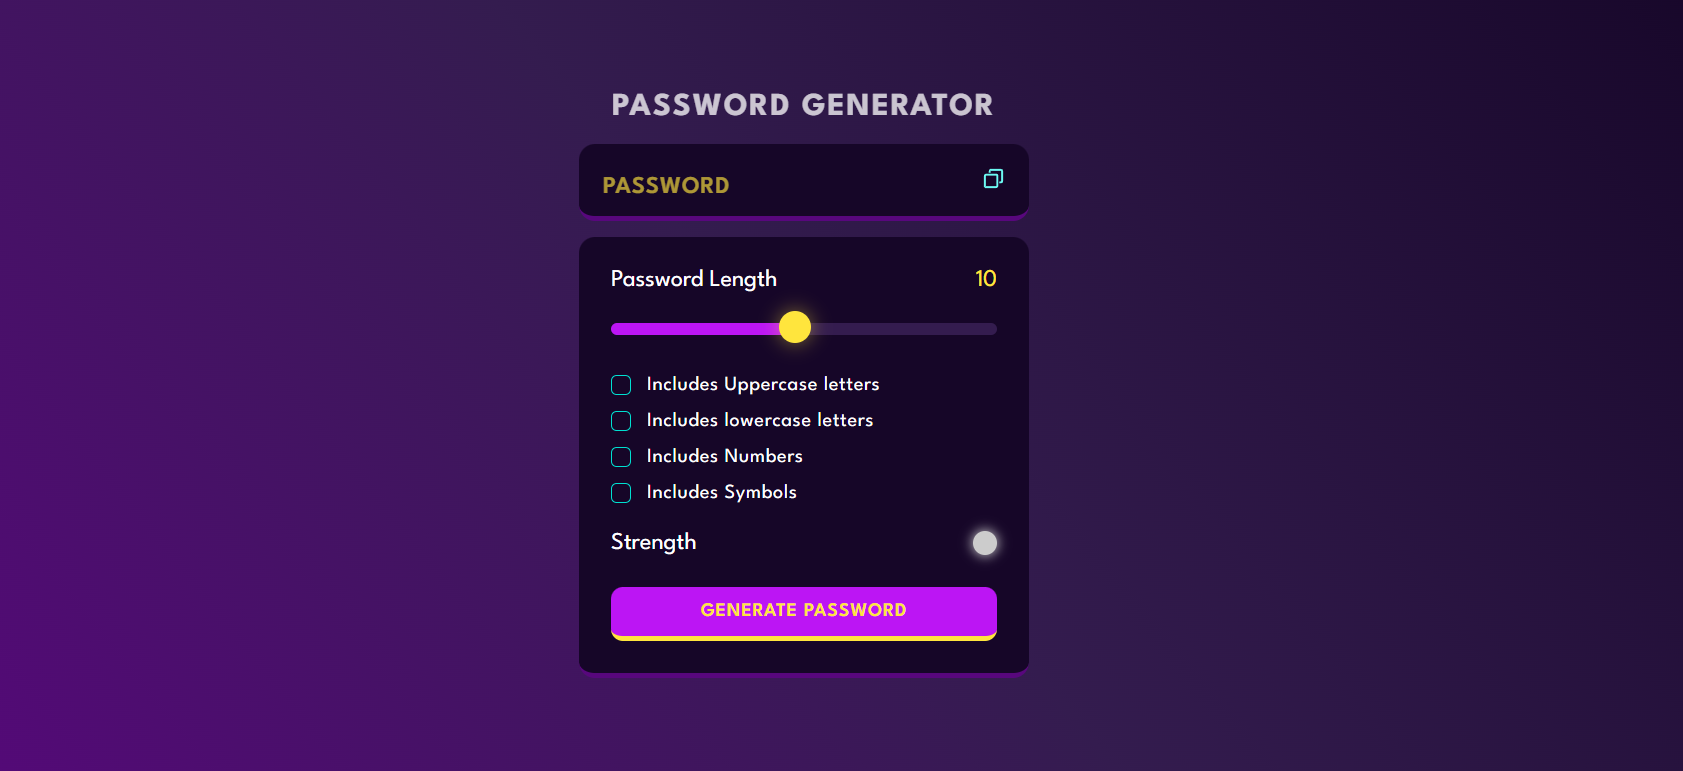 PASSWORD GENERATOR
PASSWORD
Password Length 10
Includes Uppercase letters
Includes lowercase letters
Includes Numbers
Includes Symbols
Strength
GENERATE PASSWORD